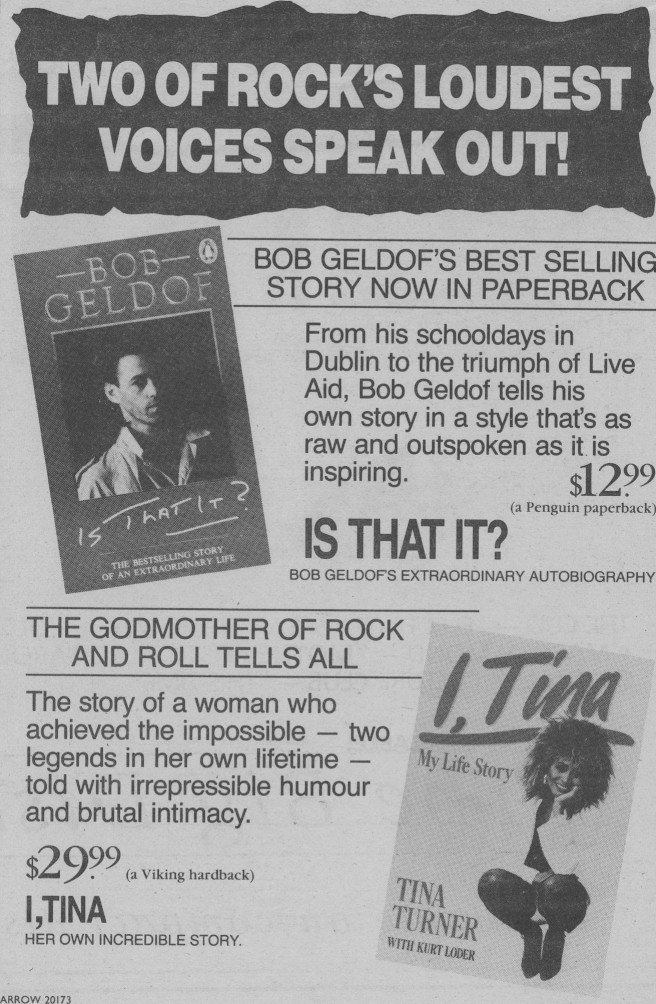 TWO OF ROCK'S LOUDEST
VOICES SPEAK OUT!
BOB
GELDOF
IS THAT IT?
THE BESTSELLING STORY
OF AN EXTRAORDINARY LIFE
BOB GELDOF'S BEST SELLING
STORY NOW IN PAPERBACK
From his schooldays in
Dublin to the triumph of Live
Aid, Bob Geldof tells his
own story in a style that's as
raw and outspoken as it is
inspiring.
$12.99
(a Penguin paperback)
IS THAT IT?
BOB GELDOF'S EXTRAORDINARY AUTOBIOGRAPHY
THE GODMOTHER OF ROCK
AND ROLL TELLS ALL
The story of a woman who
achieved the impossible — two
legends in her own lifetime —
told with irrepressible humour
and brutal intimacy.
$29.99 (a Viking hardback)
I,TINA
HER OWN INCREDIBLE STORY.
I, Tina
My Life Story
TINA
TURNER
WITH KURT LODER
ARROW 20173